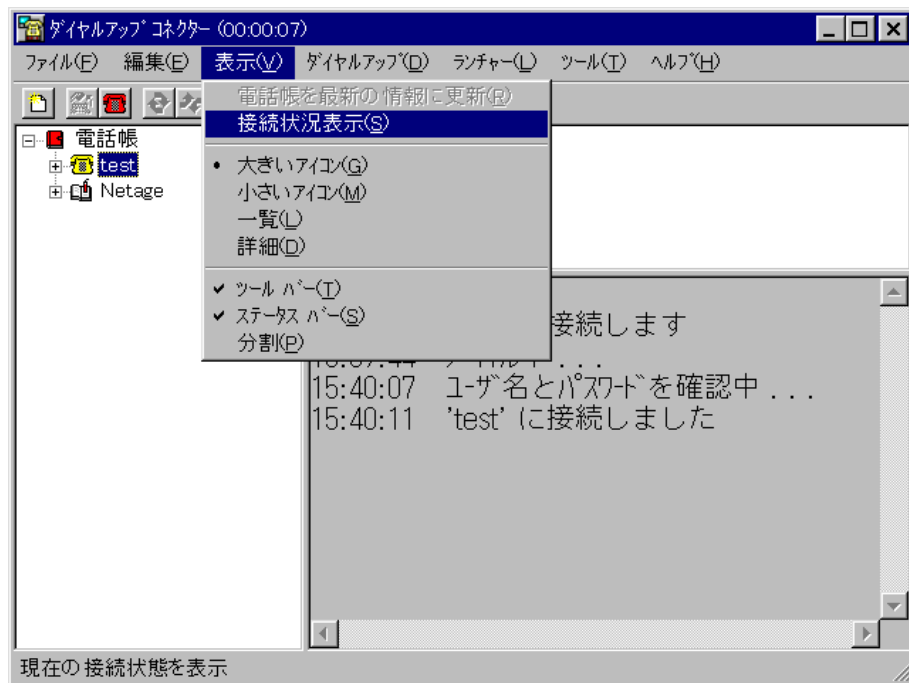 ダイヤルアップ コネクター (00:00:07)
ファイル(F) 編集(E) 表示(V) ダイヤルアップ(D) ランチャー(L) ツール(T) ヘルプ(H)
電話帳を最新の情報に更新(R)
接続状況表示(S)
大きいアイコン(G)
小さいアイコン(M)
一覧(L)
詳細(D)
ツール バー(T)
ステータス バー(S)
分割(P)
電話帳
test
Netage
接続します
15:40:07 ユーザ名とパスワードを確認中 . . .
15:40:11 'test' に接続しました
現在の接続状態を表示